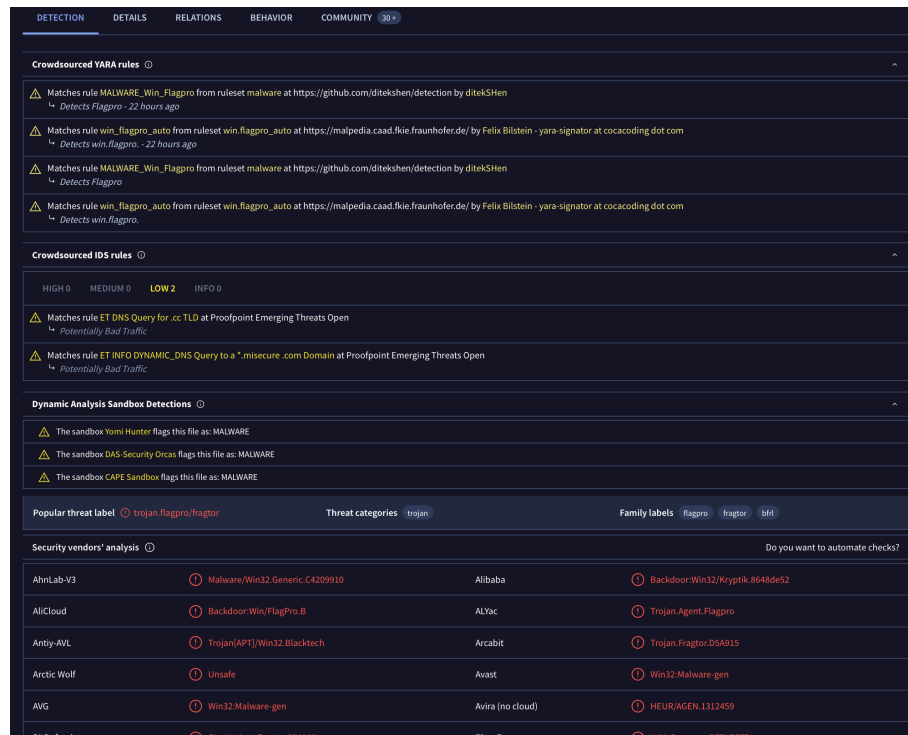 DETECTION DETAILS RELATIONS BEHAVIOR COMMUNITY 30+
Crowdsourced YARA rules
Matches rule MALWARE_Win_Flagpro from ruleset malware at https://github.com/ditekshen/detection by ditekSHen
Detects Flagpro - 22 hours ago
Matches rule win_flagpro_auto from ruleset win.flagpro_auto at https://malpedia.caad.fkie.fraunhofer.de/ by Felix Bilstein - yara-signator at cocacoding dot com
Detects win.flagpro. - 22 hours ago
Matches rule MALWARE_Win_Flagpro from ruleset malware at https://github.com/ditekshen/detection by ditekSHen
Detects Flagpro
Matches rule win_flagpro_auto from ruleset win.flagpro_auto at https://malpedia.caad.fkie.fraunhofer.de/ by Felix Bilstein - yara-signator at cocacoding dot com
Detects win.flagpro.
Crowdsourced IDS rules
HIGH 0 MEDIUM 0 LOW 2 INFO 0
Matches rule ET DNS Query for .cc TLD at Proofpoint Emerging Threats Open
Potentially Bad Traffic
Matches rule ET INFO DYNAMIC_DNS Query to a *.misecure .com Domain at Proofpoint Emerging Threats Open
Potentially Bad Traffic
Dynamic Analysis Sandbox Detections
The sandbox Yomi Hunter flags this file as: MALWARE
The sandbox DAS-Security Orcas flags this file as: MALWARE
The sandbox CAPE Sandbox flags this file as: MALWARE
Popular threat label trojan.flagpro/fragtor Threat categories trojan Family labels flagpro fragtor bfrl
Security vendors' analysis Do you want to automate checks?
AhnLab-V3 Malware/Win32.Generic.C4209910 Alibaba Backdoor:Win32/Kryptik.8648de52
AliCloud Backdoor:Win/FlagPro.B ALYac Trojan.Agent.Flagpro
Antiy-AVL Trojan[APT]/Win32.Blacktech Arcabit Trojan.Fragtor.D5A915
Arctic Wolf Unsafe Avast Win32:Malware-gen
AVG Win32:Malware-gen Avira (no cloud) HEUR/AGEN.1312459